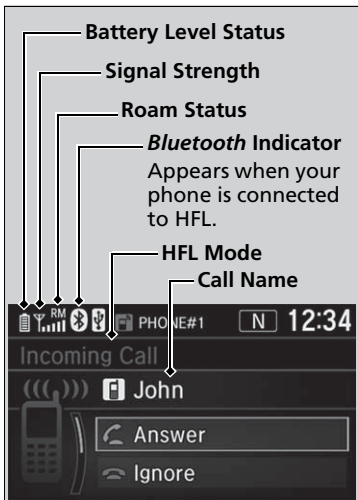 Battery Level Status
Signal Strength
Roam Status
Bluetooth Indicator
Appears when your
phone is connected
to HFL.
HFL Mode
Call Name
RM PHONE#1 N 12:34
Incoming Call
John
Answer
Ignore